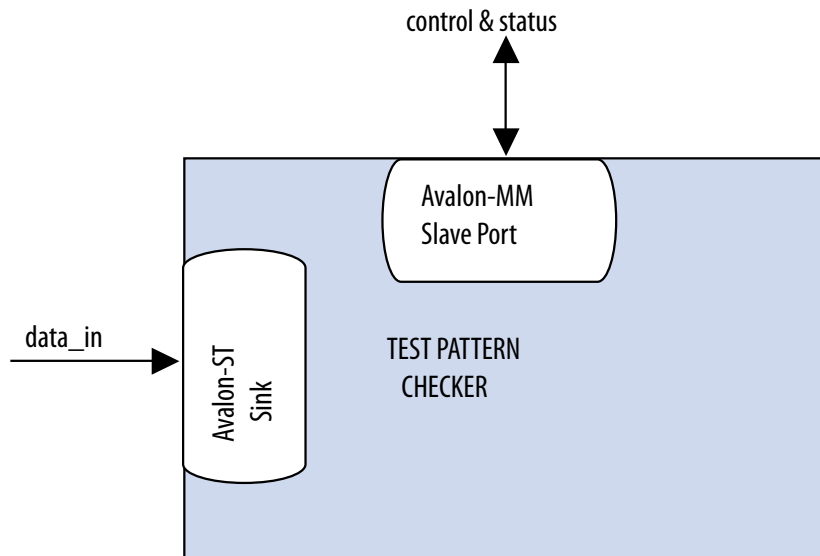 control & status
Avalon-MM
Slave Port
data_in
Avalon-ST
Sink
TEST PATTERN
CHECKER